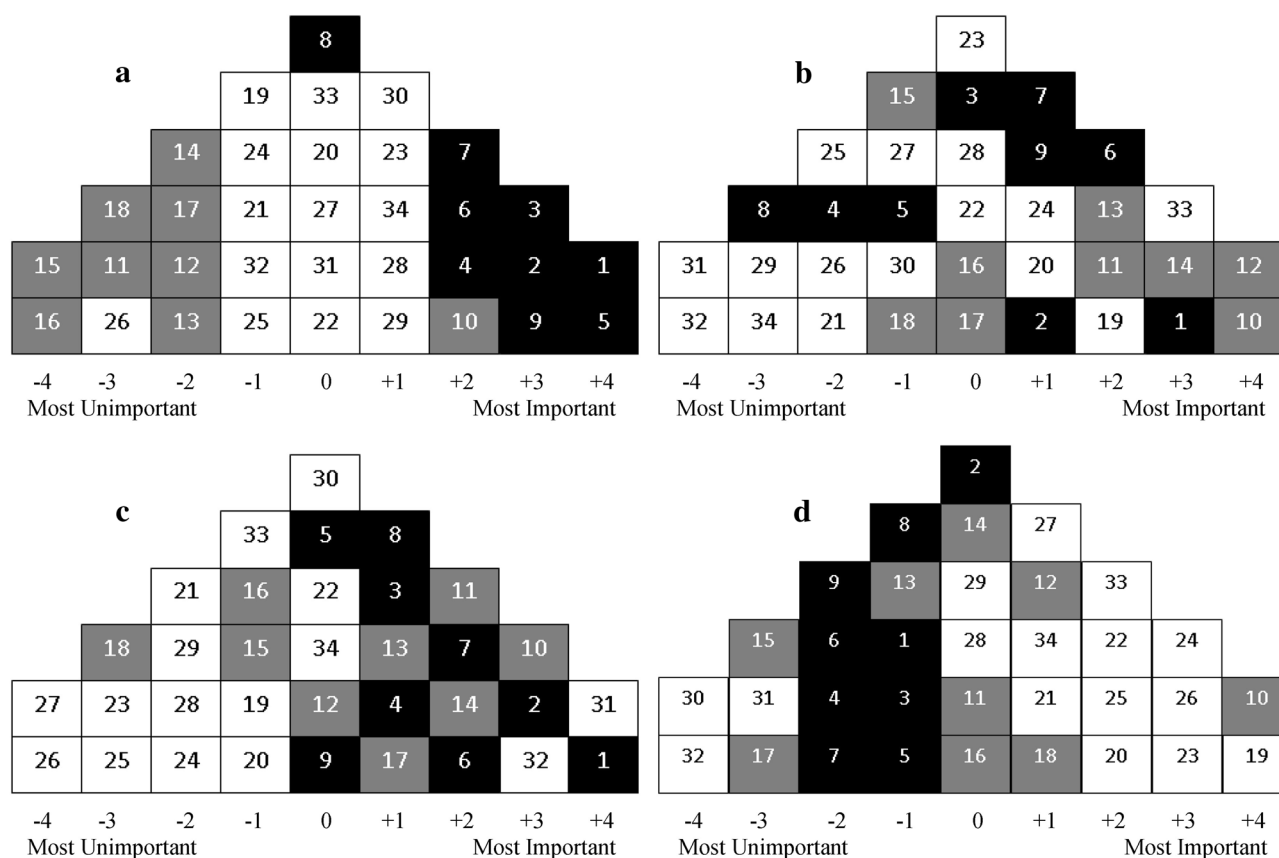 a
8
19 33 30
14 24 20 23 7
18 17 21 27 34 6 3
15 11 12 32 31 28 4 2 1
16 26 13 25 22 29 10 9 5
-4 -3 -2 -1 0 +1 +2 +3 +4
Most Unimportant Most Important
b
23
15 3 7
25 27 28 9 6
8 4 5 22 24 13 33
31 29 26 30 16 20 11 14 12
32 34 21 18 17 2 19 1 10
-4 -3 -2 -1 0 +1 +2 +3 +4
Most Unimportant Most Important
c
30
33 5 8
21 16 22 3 11
18 29 15 34 13 7 10
27 23 28 19 12 4 14 2 31
26 25 24 20 9 17 6 32 1
-4 -3 -2 -1 0 +1 +2 +3 +4
Most Unimportant Most Important
d
2
8 14 27
9 13 29 12 33
15 6 1 28 34 22 24
30 31 4 3 11 21 25 26 10
32 17 7 5 16 18 20 23 19
-4 -3 -2 -1 0 +1 +2 +3 +4
Most Unimportant Most Important